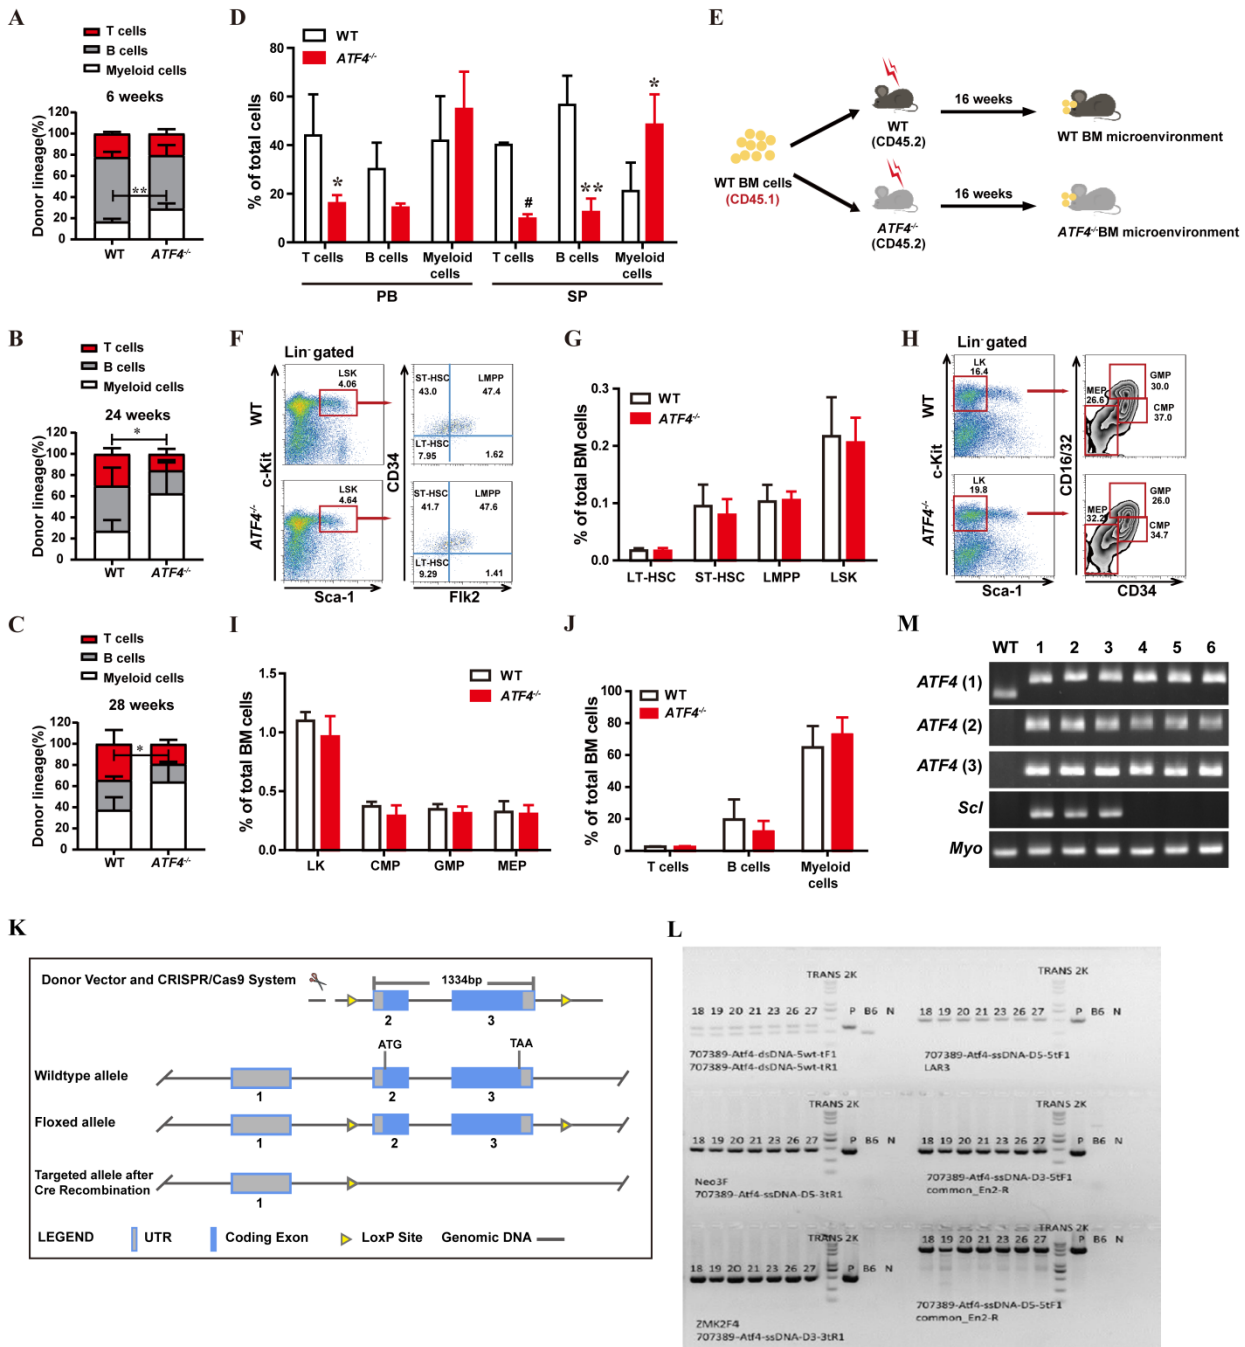 A
T cells
B cells
Myeloid cells
6 weeks
Donor lineage(%)
120
100
80
60
40
20
0
**
WT
ATF4-/-
D
WT
ATF4-/-
% of total cells
80
60
40
20
0
*
#
**
*
T cells
B cells
Myeloid cells
T cells
B cells
Myeloid cells
PB
SP
E
WT BM cells
(CD45.1)
WT
(CD45.2)
16 weeks
WT BM microenvironment
ATF4-/-
(CD45.2)
16 weeks
ATF4-/-BM microenvironment
B
T cells
B cells
Myeloid cells
24 weeks
Donor lineage(%)
120
100
80
60
40
20
0
*
WT
ATF4-/-
F
Lin- gated
WT
ATF4-/-
c-Kit
LSK
4.06
LSK
4.64
Sca-1
CD34
ST-HSC
43.0
LMPP
47.4
LT-HSC
7.95
1.62
ST-HSC
41.7
LMPP
47.6
LT-HSC
9.29
1.41
Flk2
G
WT
ATF4-/-
% of total BM cells
0.3
0.2
0.1
0.0
LT-HSC
ST-HSC
LMPP
LSK
H
Lin- gated
WT
ATF4-/-
c-Kit
LK
16.4
LK
19.8
Sca-1
CD16/32
GMP
30.0
MEP
26.6
CMP
37.0
GMP
26.0
MEP
32.2
CMP
34.7
CD34
C
T cells
B cells
Myeloid cells
28 weeks
Donor lineage(%)
120
100
80
60
40
20
0
*
WT
ATF4-/-
I
WT
ATF4-/-
% of total BM cells
1.5
1.0
0.5
0.0
LK
CMP
GMP
MEP
J
WT
ATF4-/-
% of total BM cells
100
80
60
40
20
0
T cells
B cells
Myeloid cells
M
WT 1 2 3 4 5 6
ATF4 (1)
ATF4 (2)
ATF4 (3)
Scl
Myo
K
Donor Vector and CRISPR/Cas9 System
1334bp
2
3
ATG
TAA
Wildtype allele
1
2
3
Floxed allele
1
2
3
Targeted allele after
Cre Recombination
1
LEGEND
UTR
Coding Exon
LoxP Site
Genomic DNA
L
TRANS 2K
18 19 20 21 23 26 27
P B6 N
707389-Atf4-dsDNA-5wt-tF1
707389-Atf4-dsDNA-5wt-tR1
TRANS 2K
18 19 20 21 23 26 27
P B6 N
707389-Atf4-ssDNA-D5-5tF1
LAR3
TRANS 2K
18 19 20 21 23 26 27
P B6 N
Neo3F
707389-Atf4-ssDNA-D5-3tR1
TRANS 2K
18 19 20 21 23 26 27
P B6 N
707389-Atf4-ssDNA-D3-5tF1
common_En2-R
TRANS 2K
18 19 20 21 23 26 27
P B6 N
ZMK2F4
707389-Atf4-ssDNA-D3-3tR1
TRANS 2K
18 19 20 21 23 26 27
P B6 N
707389-Atf4-ssDNA-D5-5tF1
common_En2-R